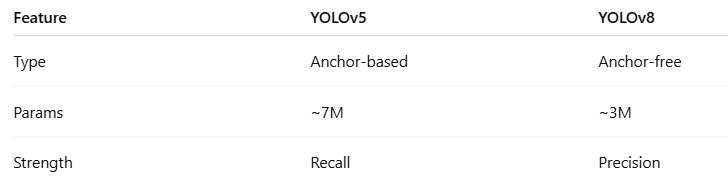 Feature YOLOv5 YOLOv8
Type Anchor-based Anchor-free
Params ~7M ~3M
Strength Recall Precision